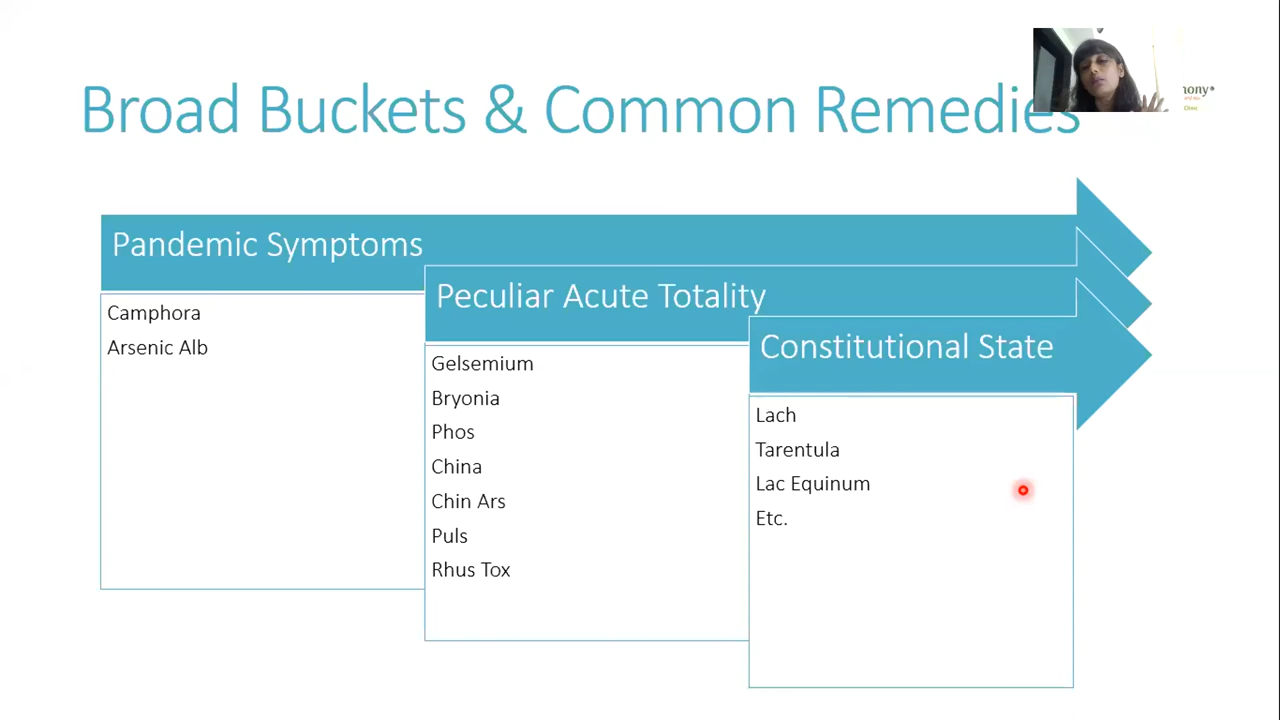 Broad Buckets & Common Remedies
Pandemic Symptoms
Camphora
Arsenic Alb
Peculiar Acute Totality
Gelsemium
Bryonia
Phos
China
Chin Ars
Puls
Rhus Tox
Constitutional State
Lach
Tarentula
Lac Equinum
Etc.